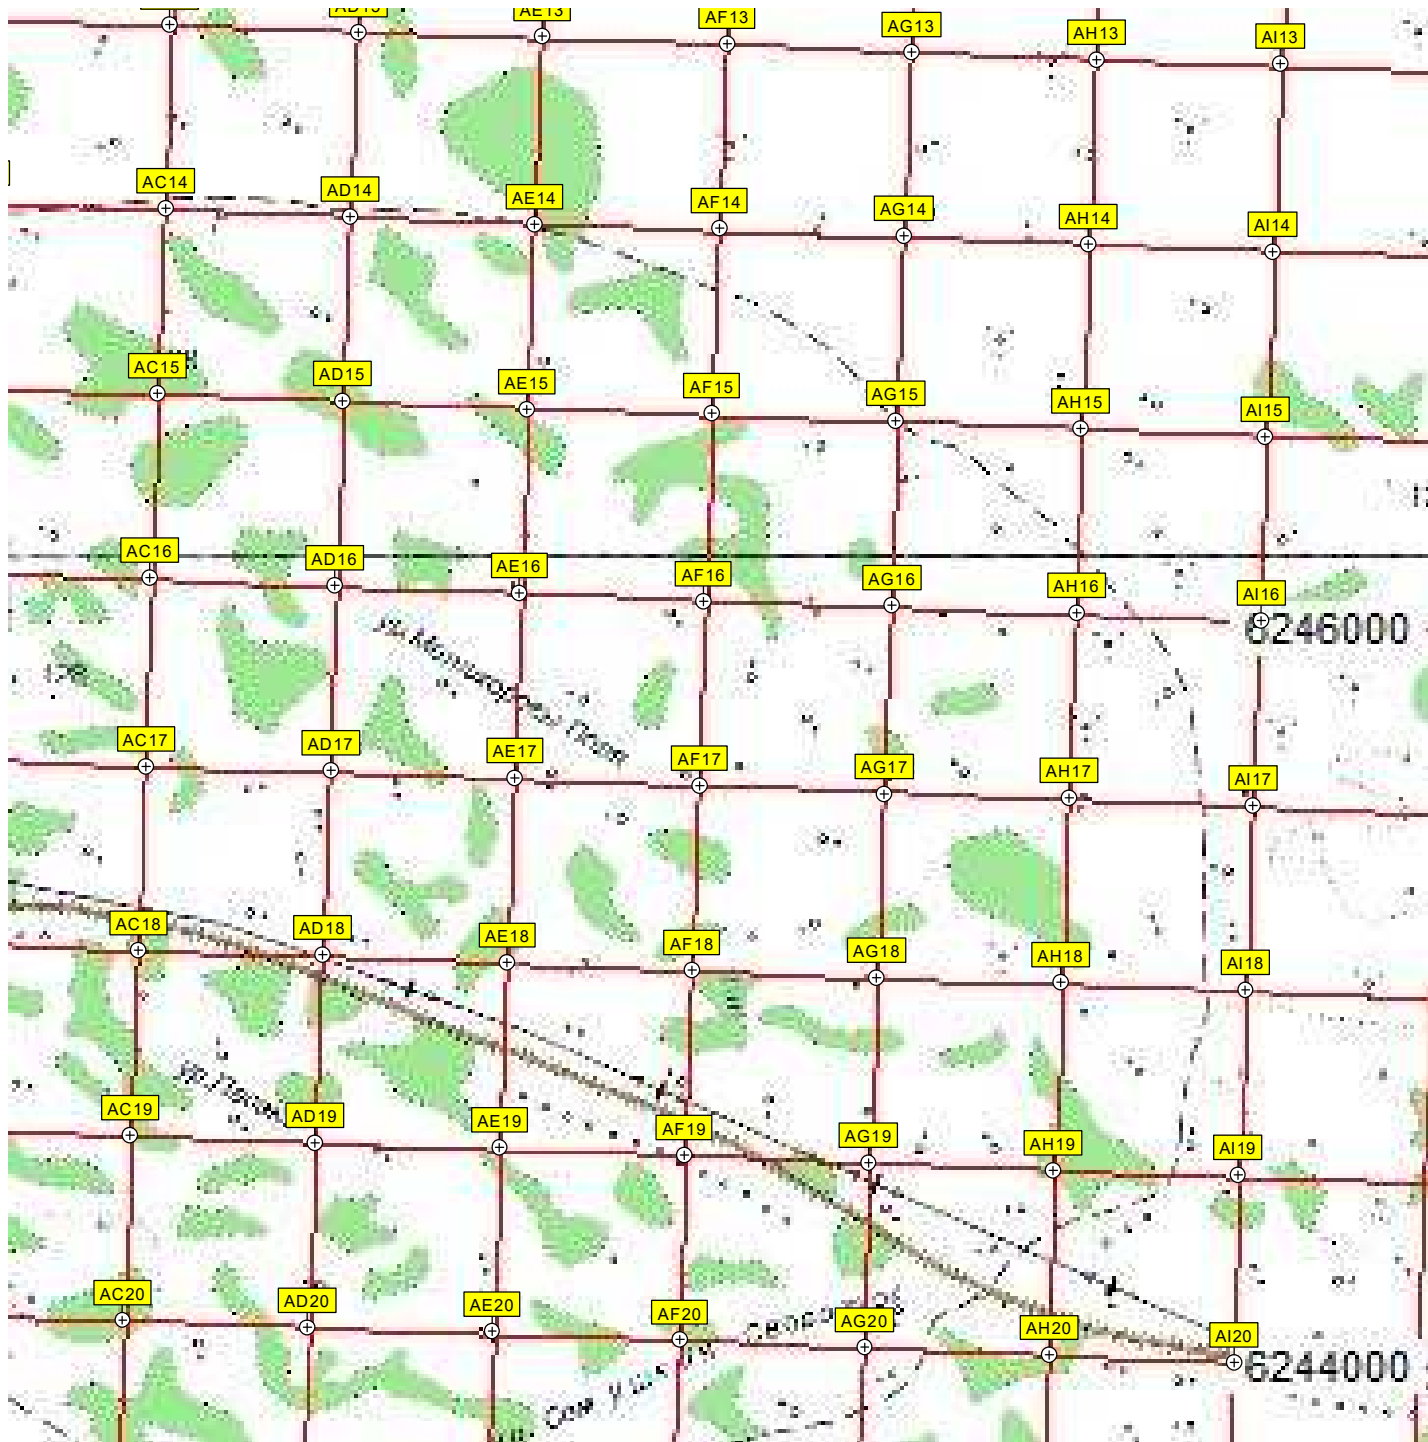 AD13 AE13 AF13 AG13 AH13 AI13
AC14 AD14 AE14 AF14 AG14 AH14 AI14
AC15 AD15 AE15 AF15 AG15 AH15 AI15
AC16 AD16 AE16 AF16 AG16 AH16 AI16
6246000
AC17 AD17 AE17 AF17 AG17 AH17 AI17
AC18 AD18 AE18 AF18 AG18 AH18 AI18
AC19 AD19 AE19 AF19 AG19 AH19 AI19
AC20 AD20 AE20 AF20 AG20 AH20 AI20
6244000